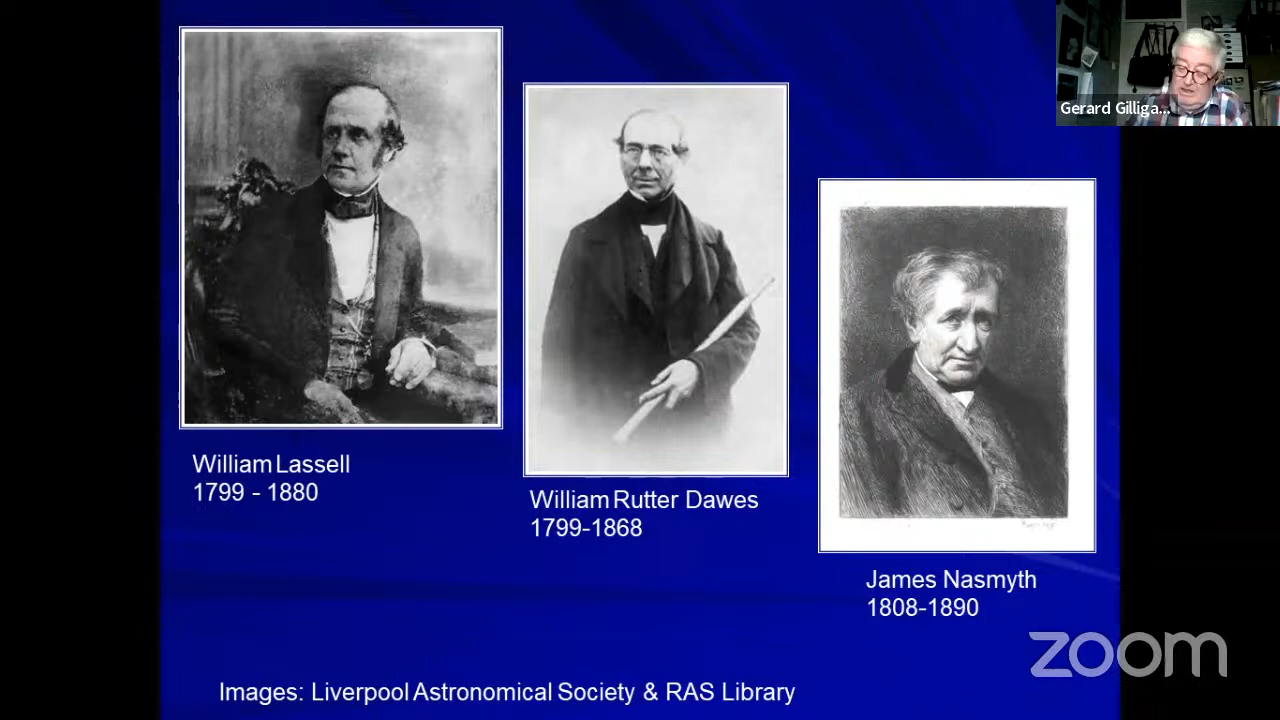 Gerard Gilliga...
William Lassell
1799 - 1880
William Rutter Dawes
1799-1868
James Nasmyth
1808-1890
zoom
Images: Liverpool Astronomical Society & RAS Library